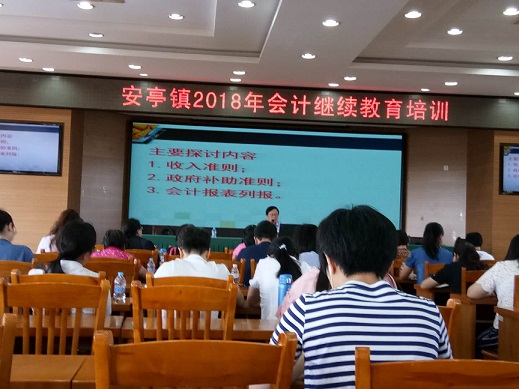 安亭镇2018年会计继续教育培训
主要探讨内容
1. 收入准则；
2. 政府补助准则；
3. 会计报表列报。